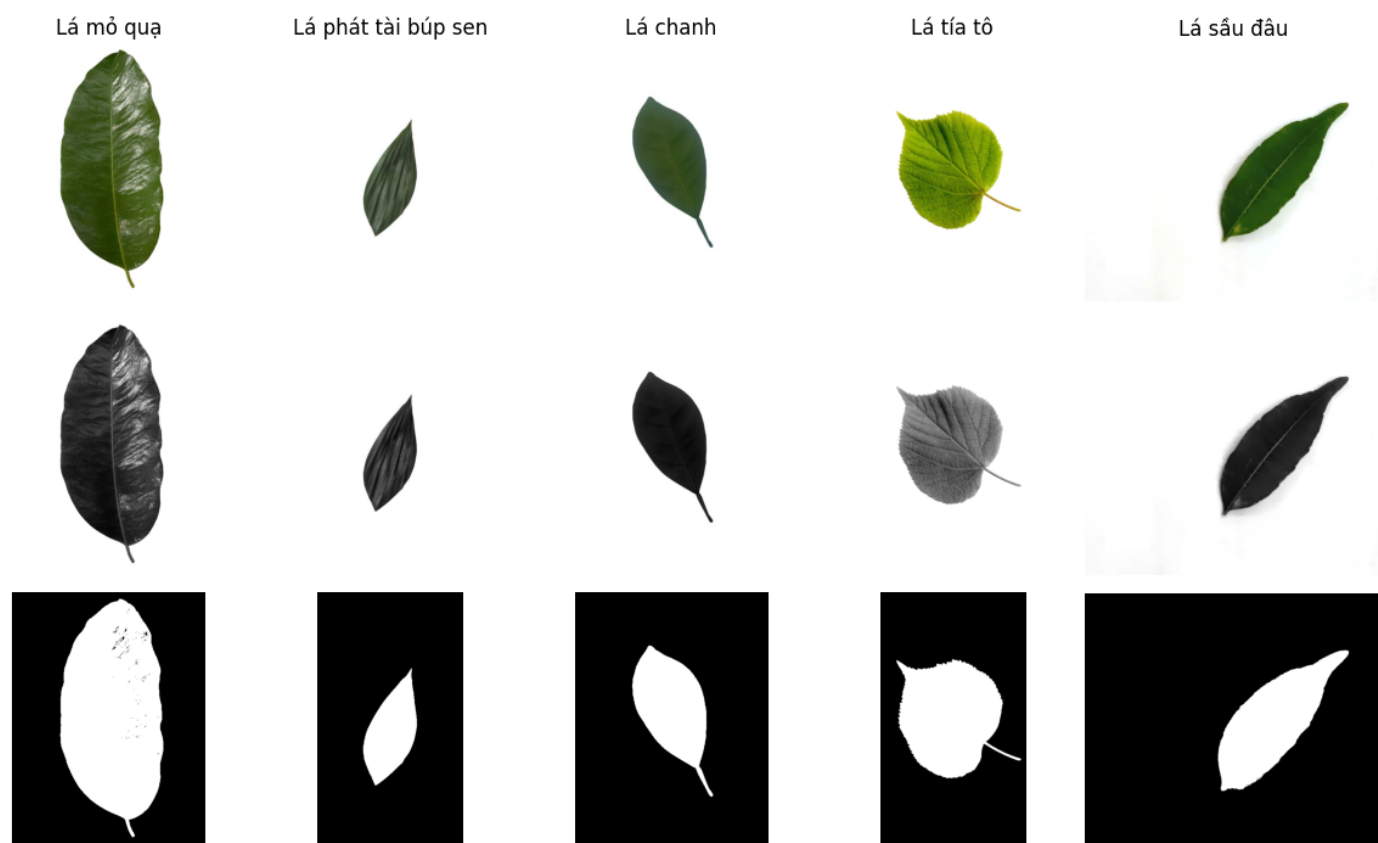 Lá mỏ quạ
Lá phát tài búp sen
Lá chanh
Lá tía tô
Lá sầu đâu